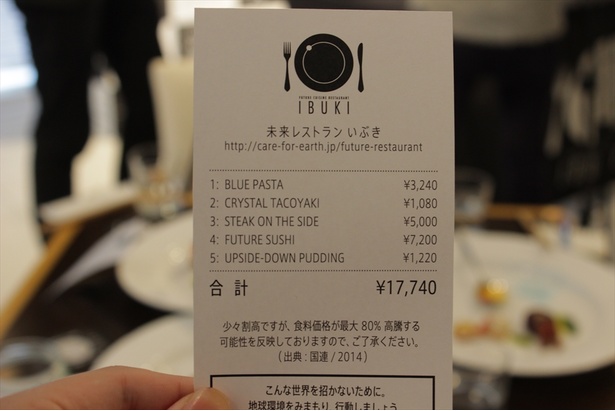 FUTURE CUISINE RESTAURANT
IBUKI
未来レストラン いぶき
http://care-for-earth.jp/future-restaurant
1: BLUE PASTA ¥3,240
2: CRYSTAL TACOYAKI ¥1,080
3: STEAK ON THE SIDE ¥5,000
4: FUTURE SUSHI ¥7,200
5: UPSIDE-DOWN PUDDING ¥1,220
合 計 ¥17,740
少々割高ですが、食料価格が最大 80% 高騰する
可能性を反映しておりますので、ご了承ください。
( 出典 : 国連 / 2014 )
こんな世界を招かないために。
地球環境をみまもり、行動しましょう